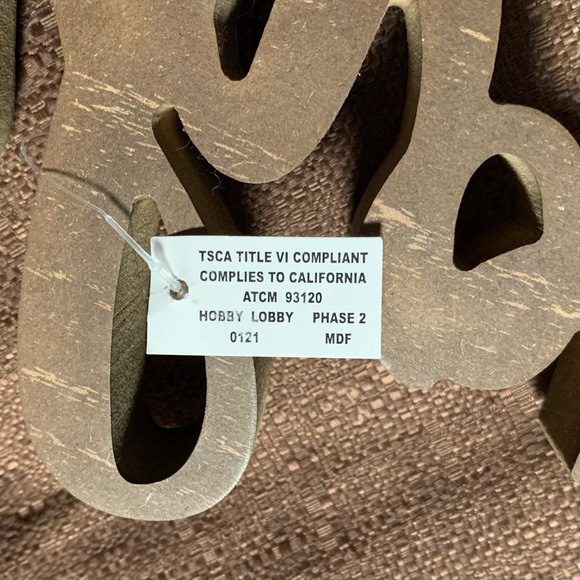 TSCA TITLE VI COMPLIANT
COMPLIES TO CALIFORNIA
ATCM 93120
HOBBY LOBBY PHASE 2
0121 MDF